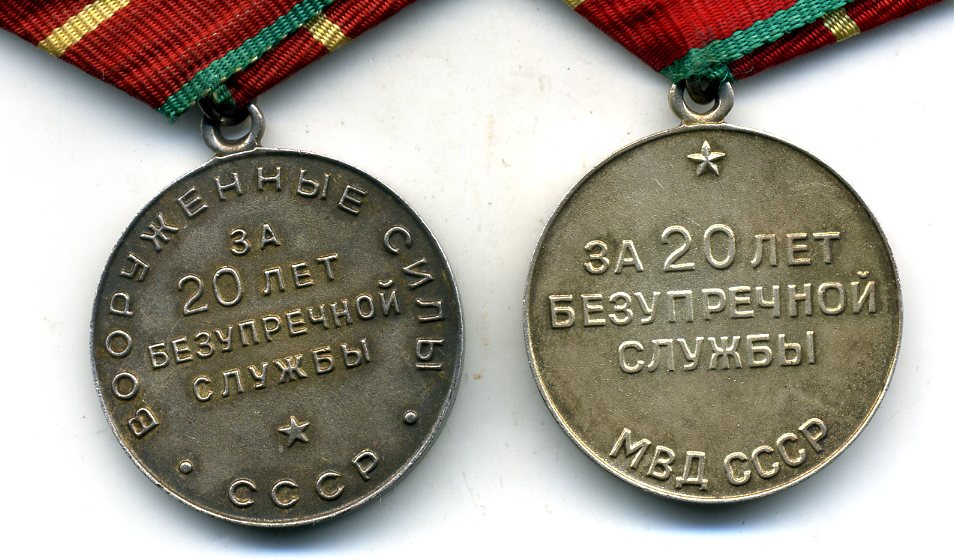 ВООРУЖЕННЫЕ СИЛЫ
ЗА
20 ЛЕТ
БЕЗУПРЕЧНОЙ
СЛУЖБЫ
СССР
ЗА 20 ЛЕТ
БЕЗУПРЕЧНОЙ
СЛУЖБЫ
МВД СССР